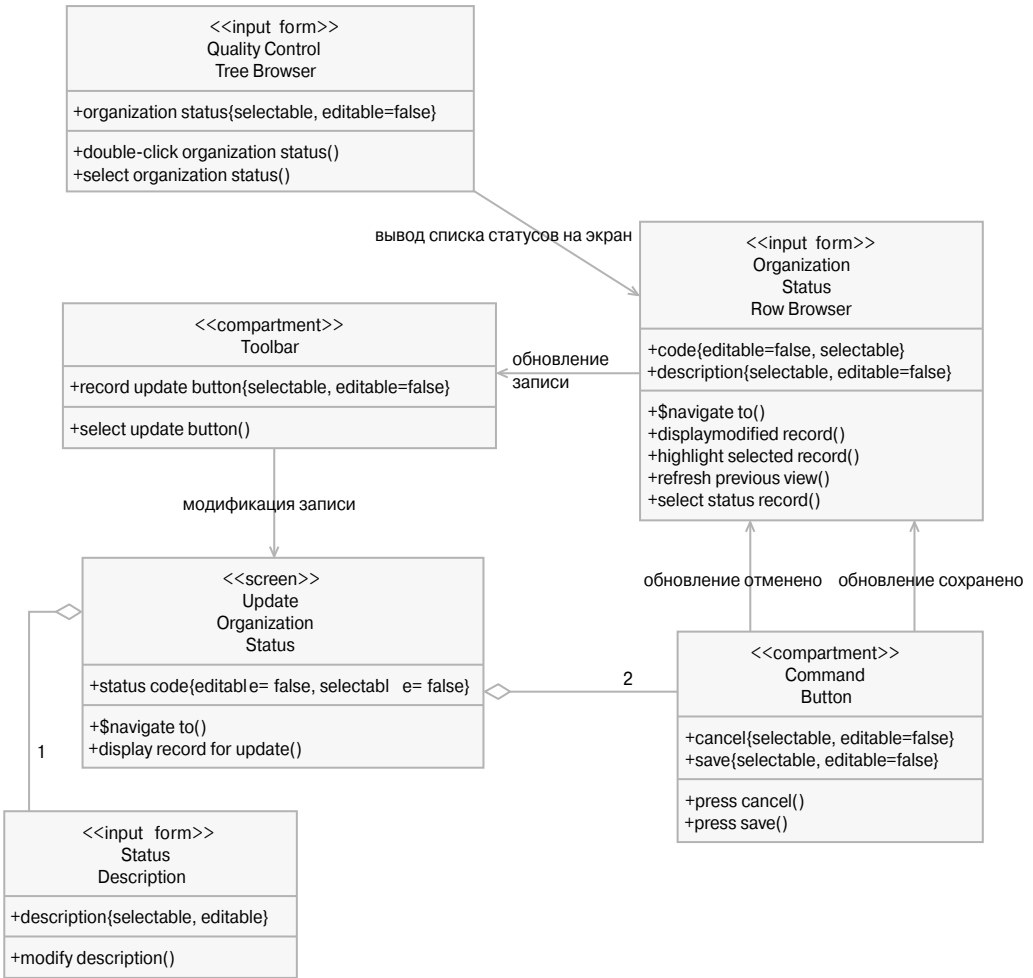 <<input form>>
Quality Control
Tree Browser
+organization status{selectable, editable=false}
+double-click organization status()
+select organization status()
вывод списка статусов на экран
<<input form>>
Organization
Status
Row Browser
+code{editable=false, selectable}
+description{selectable, editable=false}
+$navigate to()
+displaymodified record()
+highlight selected record()
+refresh previous view()
+select status record()
<<compartment>>
Toolbar
+record update button{selectable, editable=false}
+select update button()
обновление
записи
модификация записи
<<screen>>
Update
Organization
Status
+status code{editable= false, selectabl e= false}
+$navigate to()
+display record for update()
обновление отменено
обновление сохранено
2
<<compartment>>
Command
Button
+cancel{selectable, editable=false}
+save{selectable, editable=false}
+press cancel()
+press save()
1
<<input form>>
Status
Description
+description{selectable, editable}
+modify description()